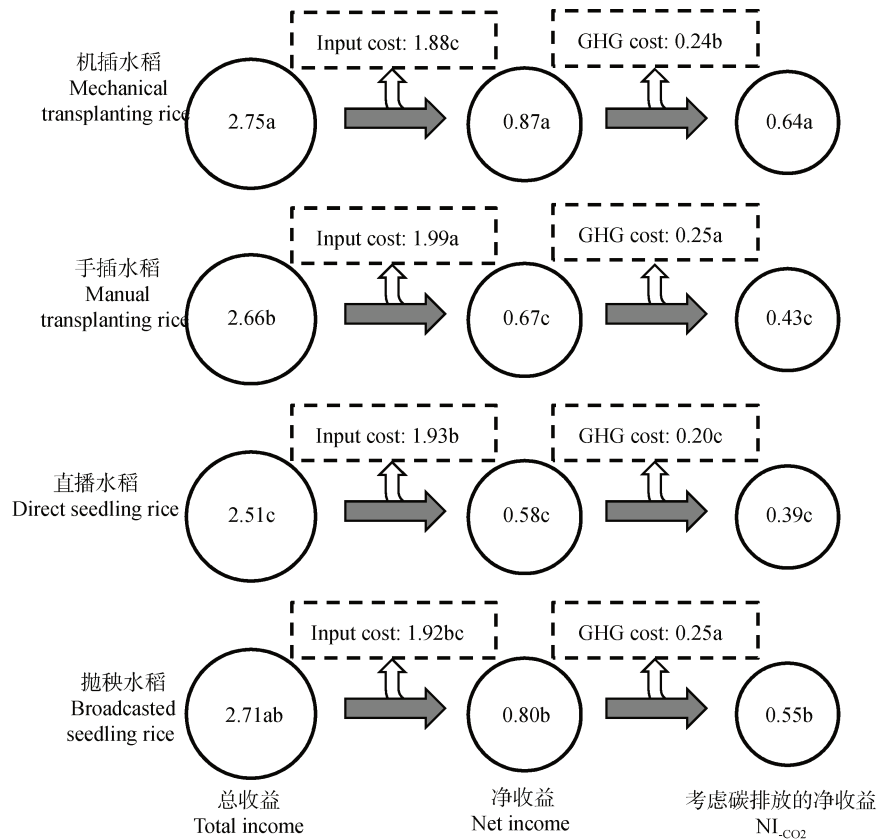 Input cost: 1.88c
GHG cost: 0.24b
机插水稻
Mechanical
transplanting rice
2.75a
0.87a
0.64a
Input cost: 1.99a
GHG cost: 0.25a
手插水稻
Manual
transplanting rice
2.66b
0.67c
0.43c
Input cost: 1.93b
GHG cost: 0.20c
直播水稻
Direct seedling rice
2.51c
0.58c
0.39c
Input cost: 1.92bc
GHG cost: 0.25a
抛秧水稻
Broadcasted
seedling rice
2.71ab
0.80b
0.55b
总收益
Total income
净收益
Net income
考虑碳排放的净收益
NI-CO2